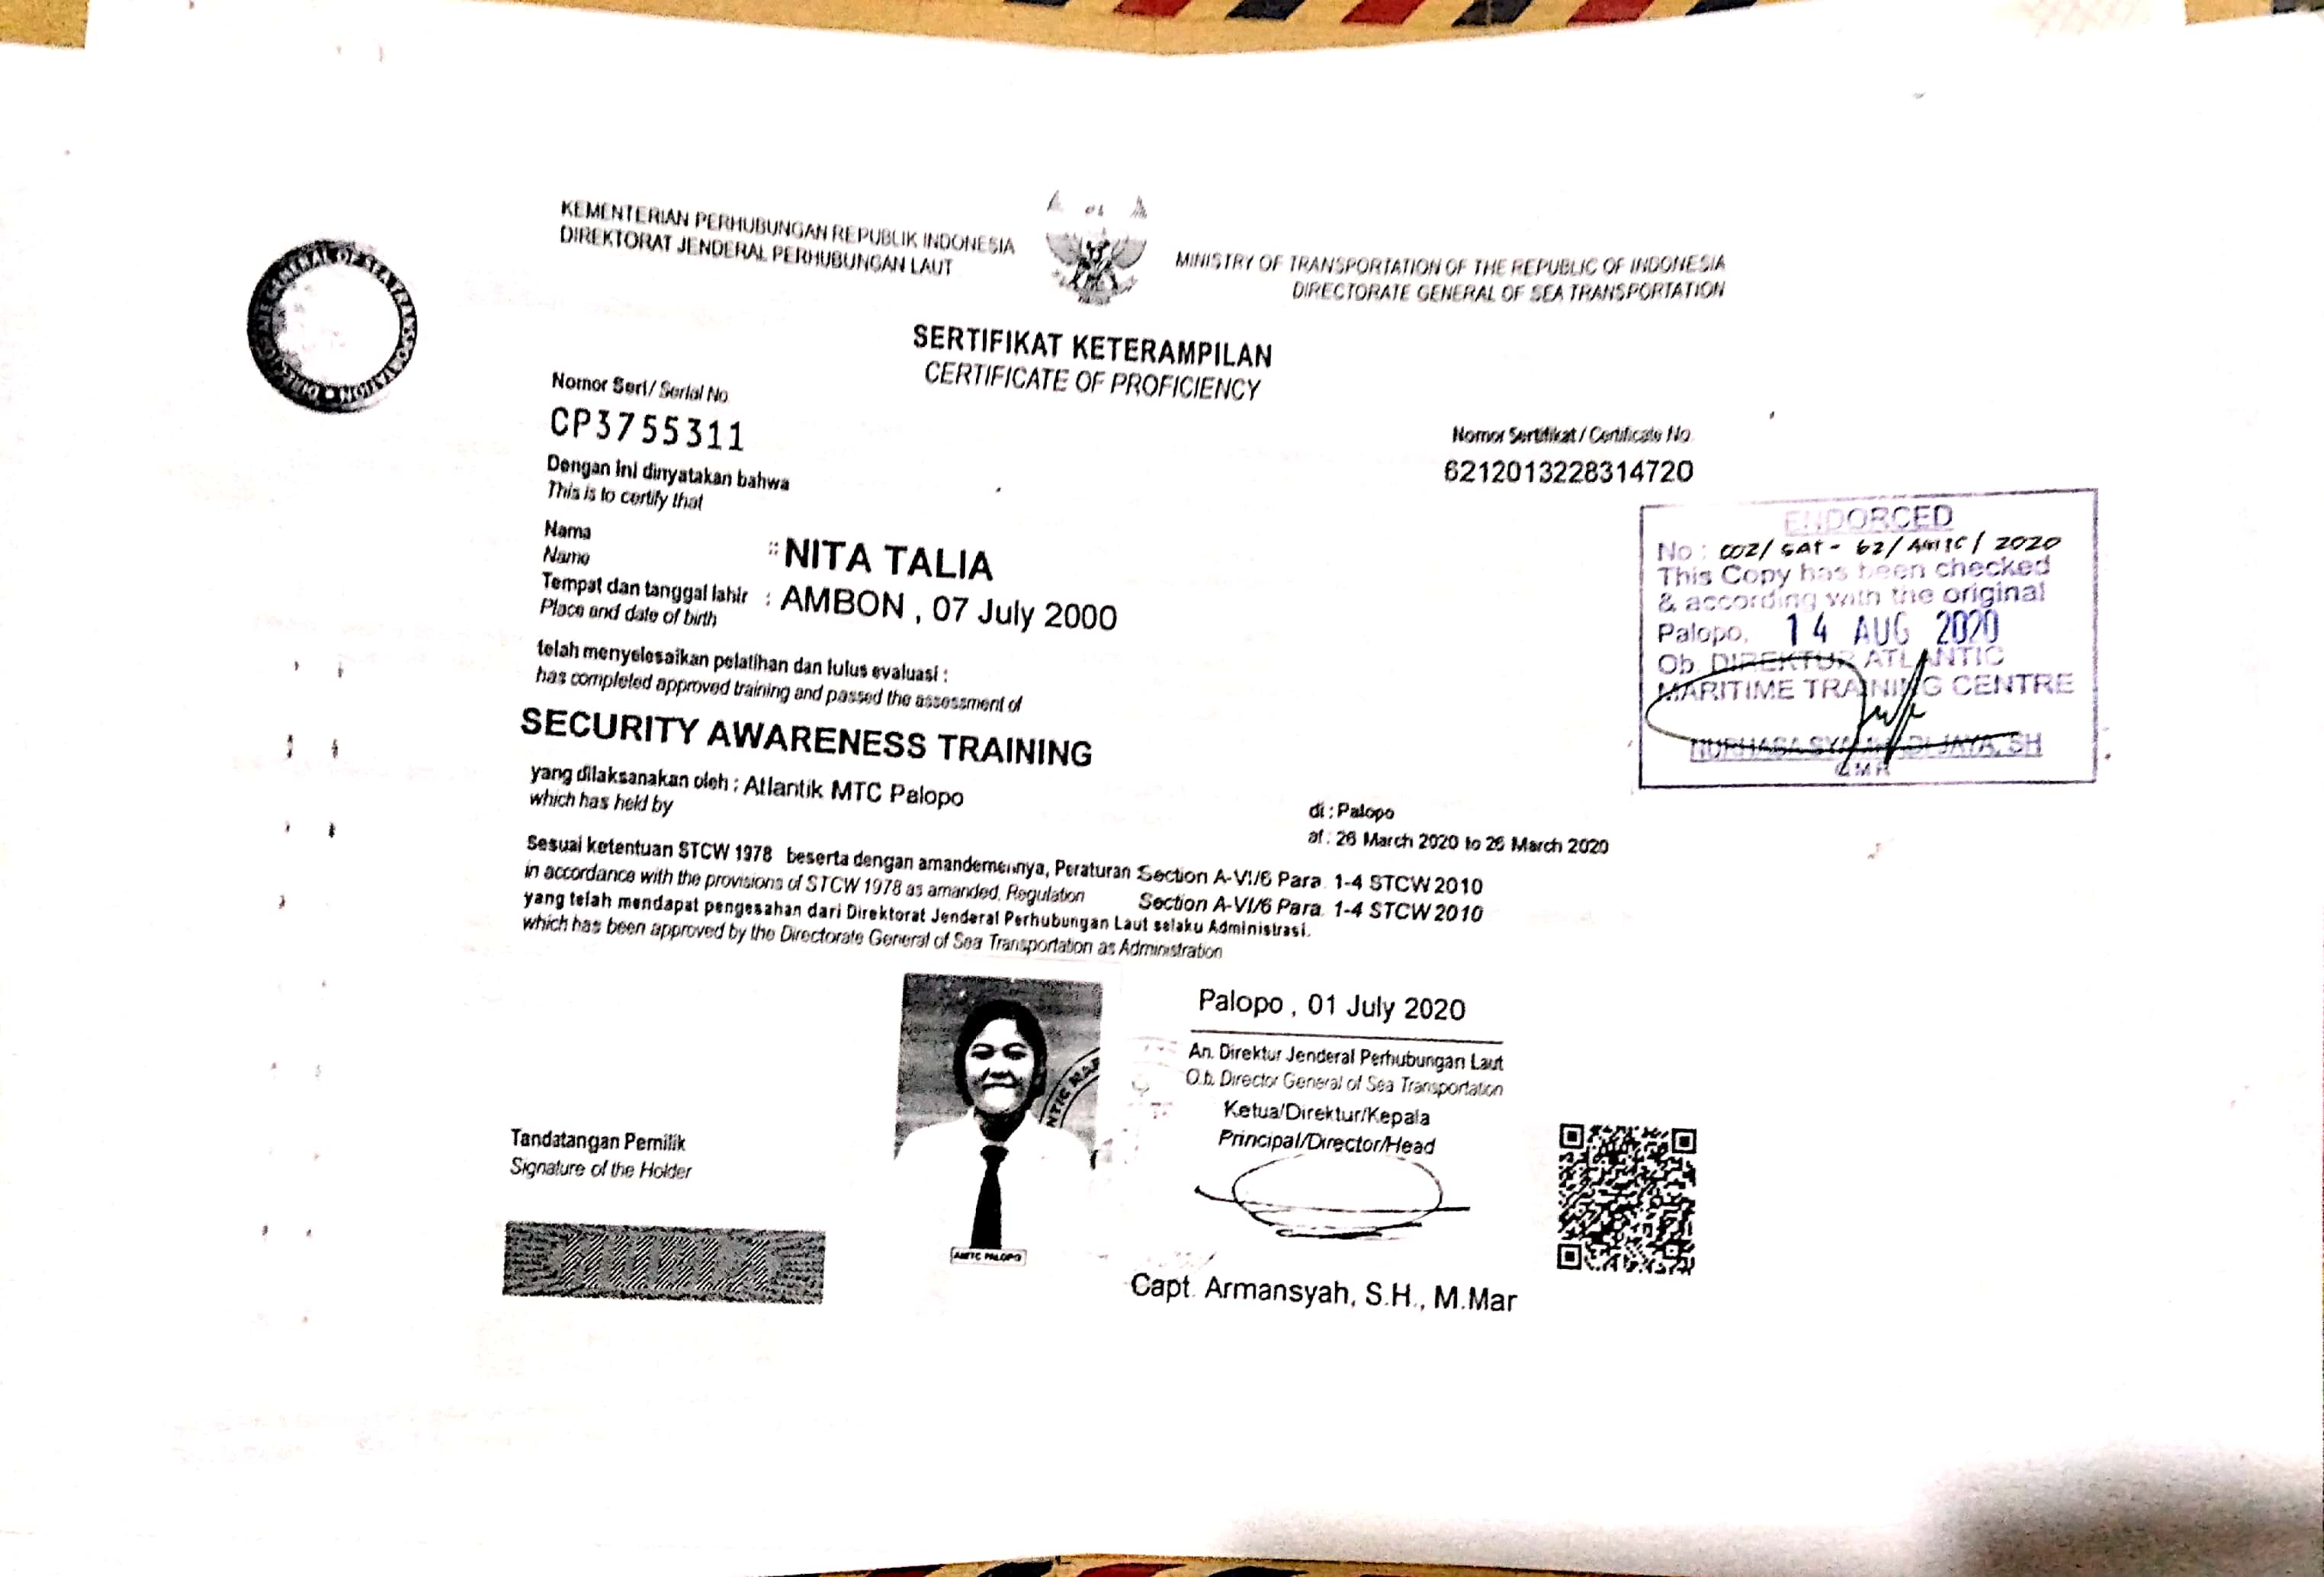 KEMENTERIAN PERHUBUNGAN REPUBLIK INDONESIA
DIREKTORAT JENDERAL PERHUBUNGAN LAUT
MINISTRY OF TRANSPORTATION OF THE REPUBLIC OF INDONESIA
DIRECTORATE GENERAL OF SEA TRANSPORTATION
SERTIFIKAT KETERAMPILAN
CERTIFICATE OF PROFICIENCY
Nomor Seri / Serial No.
CP3755311
Nomor Sertifikat / Certificate No
6212013228314720
Dengan ini dinyatakan bahwa
This is to certify that
Nama
Name
: NITA TALIA
Tempat dan tanggal lahir : AMBON , 07 July 2000
Place and date of birth
ENDORCED
No : 002/SAT - 62/AMTC/2020
This Copy has been checked
& according with the original
Palopo, 14 AUG 2020
Ob. DIREKTUR ATLANTIC
MARITIME TRAINING CENTRE
JAYA, SH
telah menyelesaikan pelatihan dan lulus evaluasi :
has completed approved training and passed the assessment of
SECURITY AWARENESS TRAINING
yang dilaksanakan oleh : Atlantik MTC Palopo
which has held by
di : Palopo
at : 26 March 2020 to 26 March 2020
Sesuai ketentuan STCW 1978 beserta dengan amandemennya, Peraturan Section A-VI/6 Para. 1-4 STCW 2010
in accordance with the provisions of STCW 1978 as amanded, Regulation Section A-VI/6 Para. 1-4 STCW 2010
yang telah mendapat pengesahan dari Direktorat Jenderal Perhubungan Laut selaku Administrasi.
which has been approved by the Directorate General of Sea Transportation as Administration
Palopo , 01 July 2020
An. Direktur Jenderal Perhubungan Laut
O.b. Director General of Sea Transportation
Ketua/Direktur/Kepala
Principal/Director/Head
Tandatangan Pemilik
Signature of the Holder
AMTC PALOPO
Capt. Armansyah, S.H., M.Mar